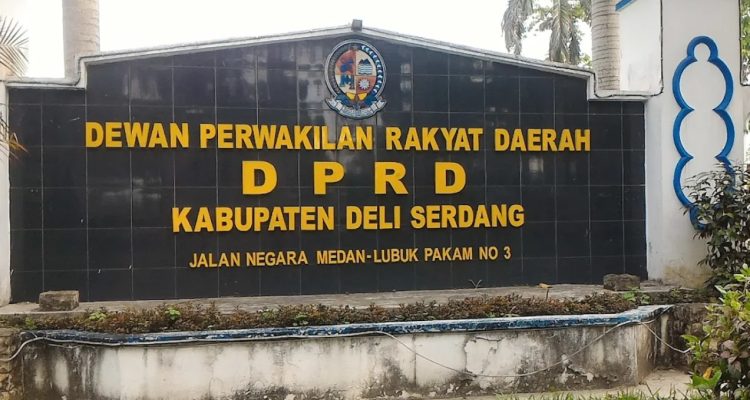 DEWAN PERWAKILAN RAKYAT DAERAH
DPRD
KABUPATEN DELI SERDANG
JALAN NEGARA MEDAN-LUBUK PAKAM NO 3